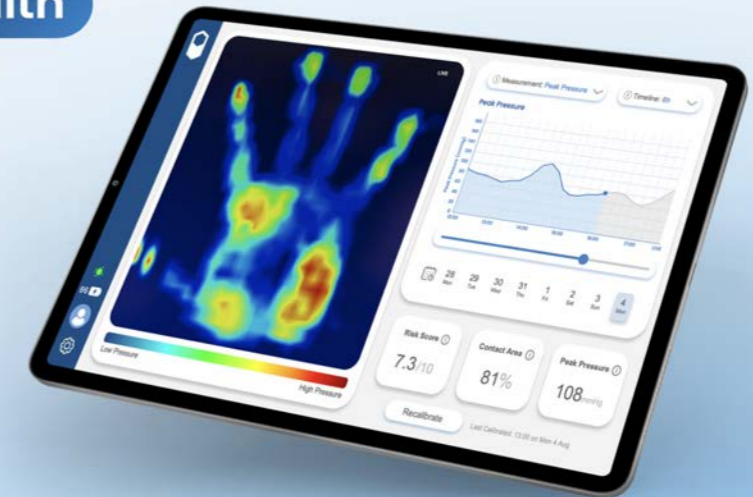 lth
LIVE
Low Pressure
High Pressure
Measurement: Peak Pressure
Timeline: 6h
Peak Pressure
28 Mon
29 Tue
30 Wed
31 Thu
1 Fri
2 Sat
3 Sun
4 Mon
Risk Score
7.3/10
Contact Area
81%
Peak Pressure
108mmHg
Recalibrate
Last Calibrated: 13:00 on Mon 4 Aug